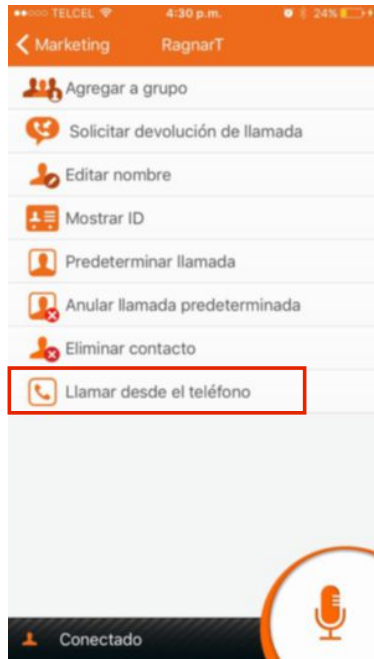 TELCEL 4:30 p.m. 24%
Marketing RagnarT
Agregar a grupo
Solicitar devolución de llamada
Editar nombre
Mostrar ID
Predeterminar llamada
Anular llamada predeterminada
Eliminar contacto
Llamar desde el teléfono
Conectado